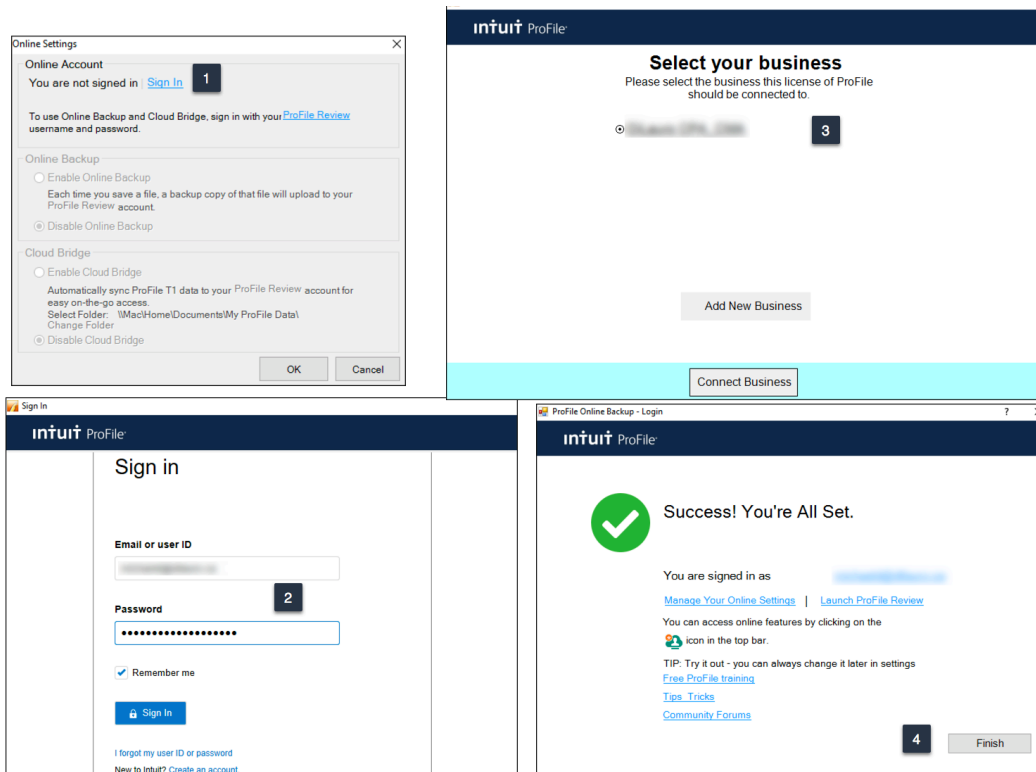 Online Settings
Online Account
You are not signed in | Sign In
1
To use Online Backup and Cloud Bridge, sign in with your ProFile Review
username and password.
Online Backup
Enable Online Backup
Each time you save a file, a backup copy of that file will upload to your
ProFile Review account.
Disable Online Backup
Cloud Bridge
Enable Cloud Bridge
Automatically sync ProFile T1 data to your ProFile Review account for
easy on-the-go access.
Select Folder: \\Mac\Home\Documents\My ProFile Data\
Change Folder
Disable Cloud Bridge
OK Cancel
intuit ProFile
Select your business
Please select the business this license of ProFile
should be connected to.
3
Add New Business
Connect Business
Sign In
intuit ProFile
Sign in
Email or user ID
2
Password
Remember me
Sign In
I forgot my user ID or password
New to Intuit? Create an account
ProFile Online Backup - Login ?
intuit ProFile
Success! You're All Set.
You are signed in as
Manage Your Online Settings | Launch ProFile Review
You can access online features by clicking on the
icon in the top bar.
TIP: Try it out - you can always change it later in settings
Free ProFile training
Tips Tricks
Community Forums
4
Finish